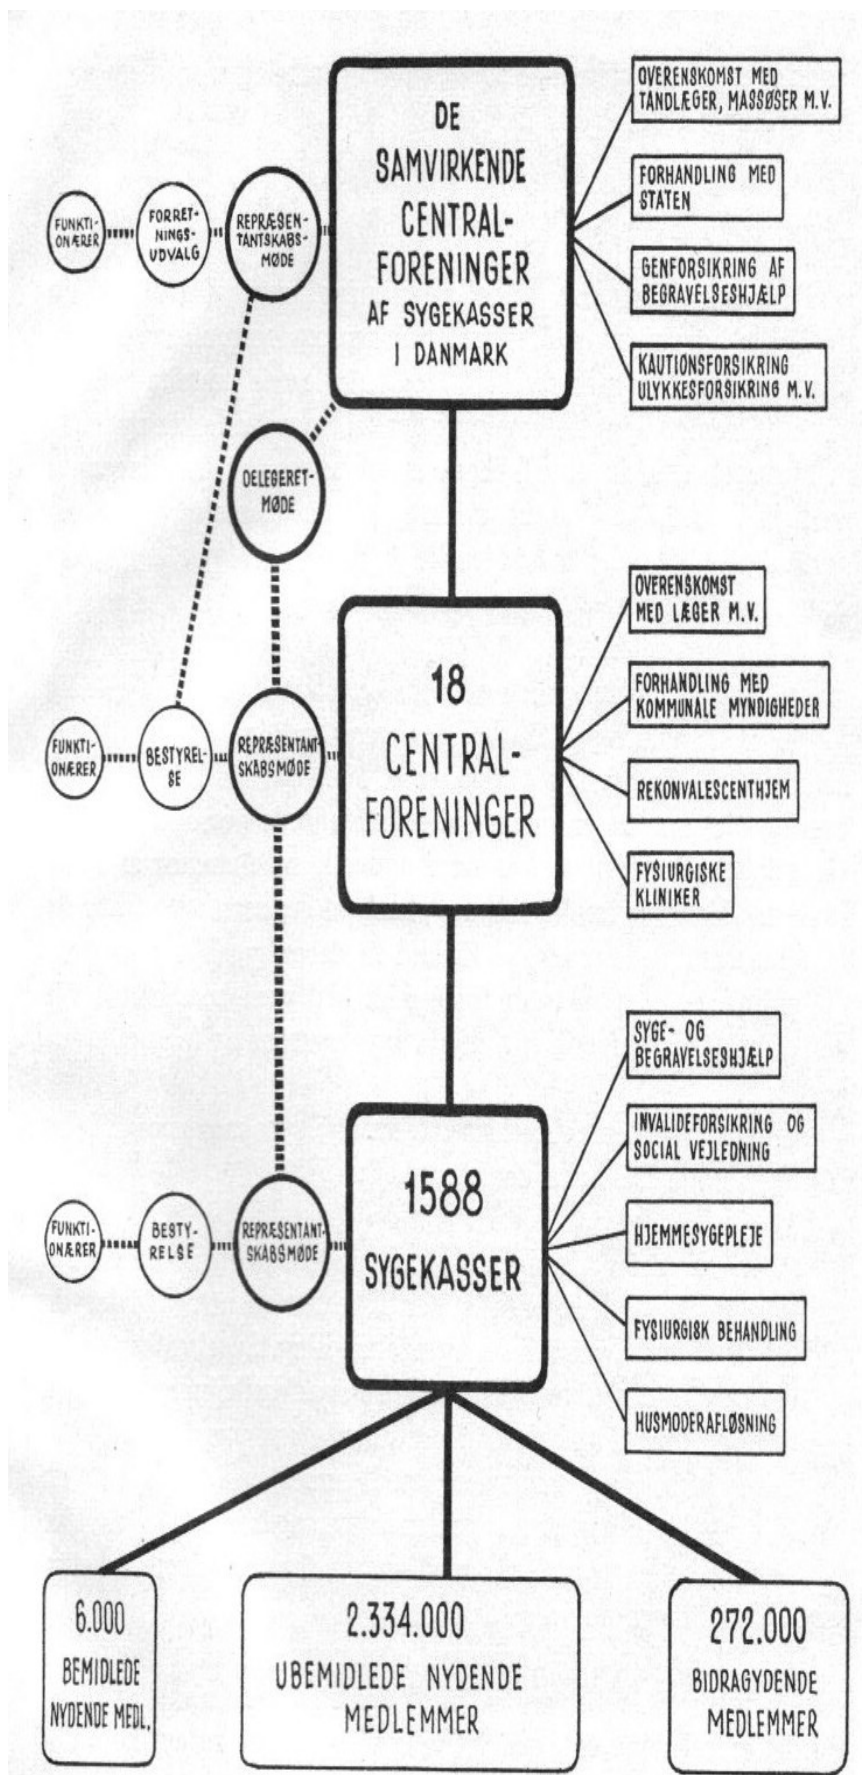 DE
SAMVIRKENDE
CENTRAL-
FORENINGER
AF SYGEKASSER
I DANMARK
OVERENSKOMST MED
TANDLÆGER, MASSØSER M.V.
FORHANDLING MED
STATEN
GENFORSIKRING AF
BEGRAVELSESHJÆLP
KAUTIONSFORSIKRING
ULYKKESFORSIKRING M.V.
FUNKTI-
ONÆRER
FORRET-
NINGS-
UDVALG
REPRÆSEN-
TANTSKABS-
MØDE
DELEGERET-
MØDE
18
CENTRAL-
FORENINGER
OVERENSKOMST
MED LÆGER M.V.
FORHANDLING MED
KOMMUNALE MYNDIGHEDER
REKONVALESCENTHJEM
FYSIURGISKE
KLINIKER
FUNKTI-
ONÆRER
BESTYREL-
SE
REPRÆSENTANT-
SKABSMØDE
1588
SYGEKASSER
SYGE- OG
BEGRAVELSESHJÆLP
INVALIDEFORSIKRING OG
SOCIAL VEJLEDNING
HJEMMESYGEPLEJE
FYSIURGISK BEHANDLING
HUSMODERAFLØSNING
FUNKTI-
ONÆRER
BESTY-
RELSE
REPRÆSENTANT-
SKABSMØDE
6.000
BEMIDLEDE
NYDENDE MEDL.
2.334.000
UBEMIDLEDE NYDENDE
MEDLEMMER
272.000
BIDRAGYDENDE
MEDLEMMER